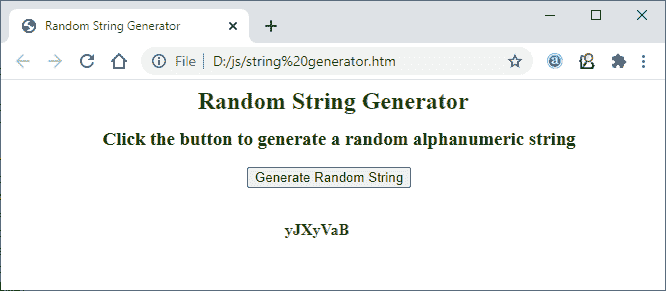 Random String Generator
File | D:/js/string%20generator.htm
Random String Generator
Click the button to generate a random alphanumeric string
Generate Random String
yJXyVaB